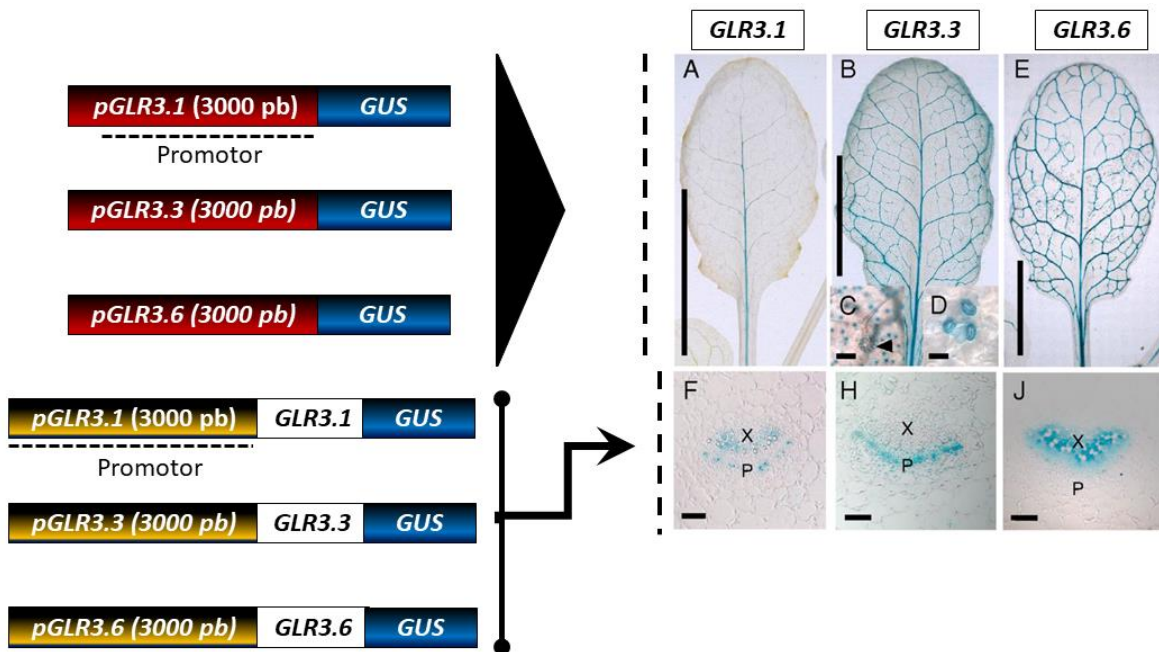 GLR3.1 GLR3.3 GLR3.6
A B E
pGLR3.1 (3000 pb) GUS
Promotor
pGLR3.3 (3000 pb) GUS
pGLR3.6 (3000 pb) GUS
C D
pGLR3.1 (3000 pb) GLR3.1 GUS
Promotor
pGLR3.3 (3000 pb) GLR3.3 GUS
pGLR3.6 (3000 pb) GLR3.6 GUS
F H J
X X X
P P P